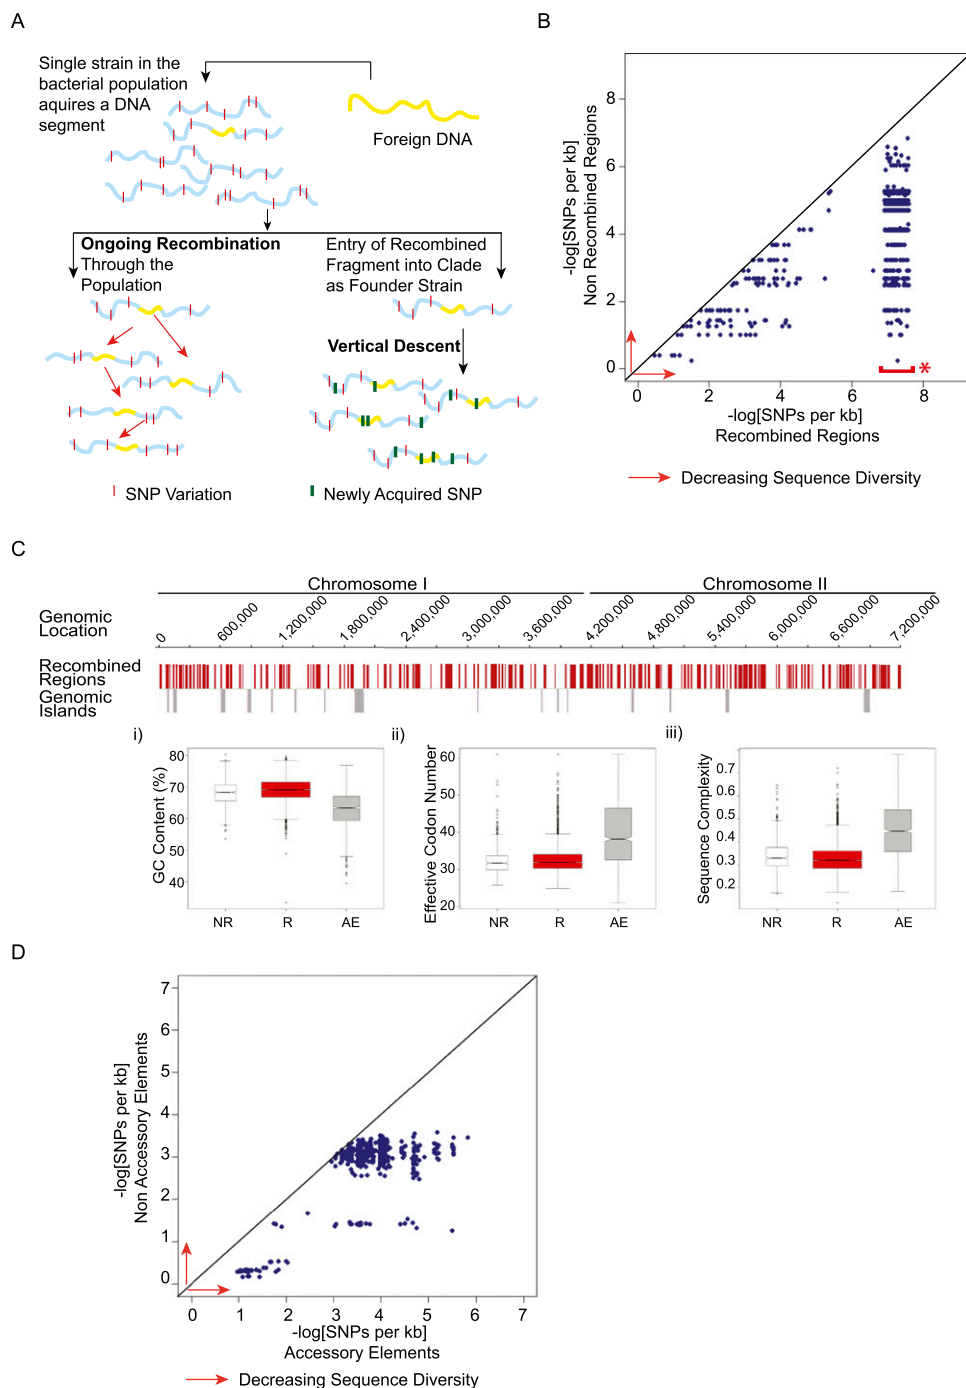 A
Single strain in the
bacterial population
aquires a DNA
segment
Foreign DNA
Ongoing Recombination
Through the
Population
Entry of Recombined
Fragment into Clade
as Founder Strain
Vertical Descent
SNP Variation
Newly Acquired SNP
B
-log[SNPs per kb]
Non Recombined Regions
8
6
4
2
0
0 2 4 6 8
*
-log[SNPs per kb]
Recombined Regions
Decreasing Sequence Diversity
C
Chromosome I
Chromosome II
Genomic
Location
0 600,000 1,200,000 1,800,000 2,400,000 3,000,000 3,600,000 4,200,000 4,800,000 5,400,000 6,000,000 6,600,000 7,200,000
Recombined
Regions
Genomic
Islands
i)
GC Content (%)
80
70
60
50
40
NR R AE
ii)
Effective Codon Number
60
50
40
30
20
NR R AE
iii)
Sequence Complexity
0.7
0.6
0.5
0.4
0.3
0.2
NR R AE
D
-log[SNPs per kb]
Non Accessory Elements
7
6
5
4
3
2
1
0
0 1 2 3 4 5 6 7
-log[SNPs per kb]
Accessory Elements
Decreasing Sequence Diversity